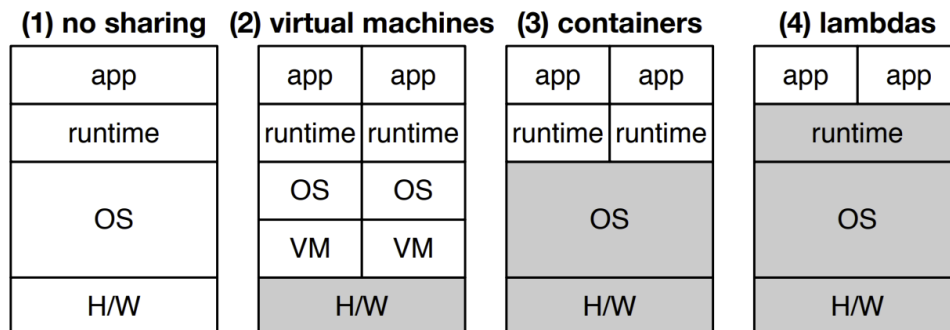 (1) no sharing (2) virtual machines (3) containers (4) lambdas
app app app app app app app
runtime runtime runtime runtime runtime runtime
OS OS OS OS OS
VM VM
H/W H/W H/W H/W